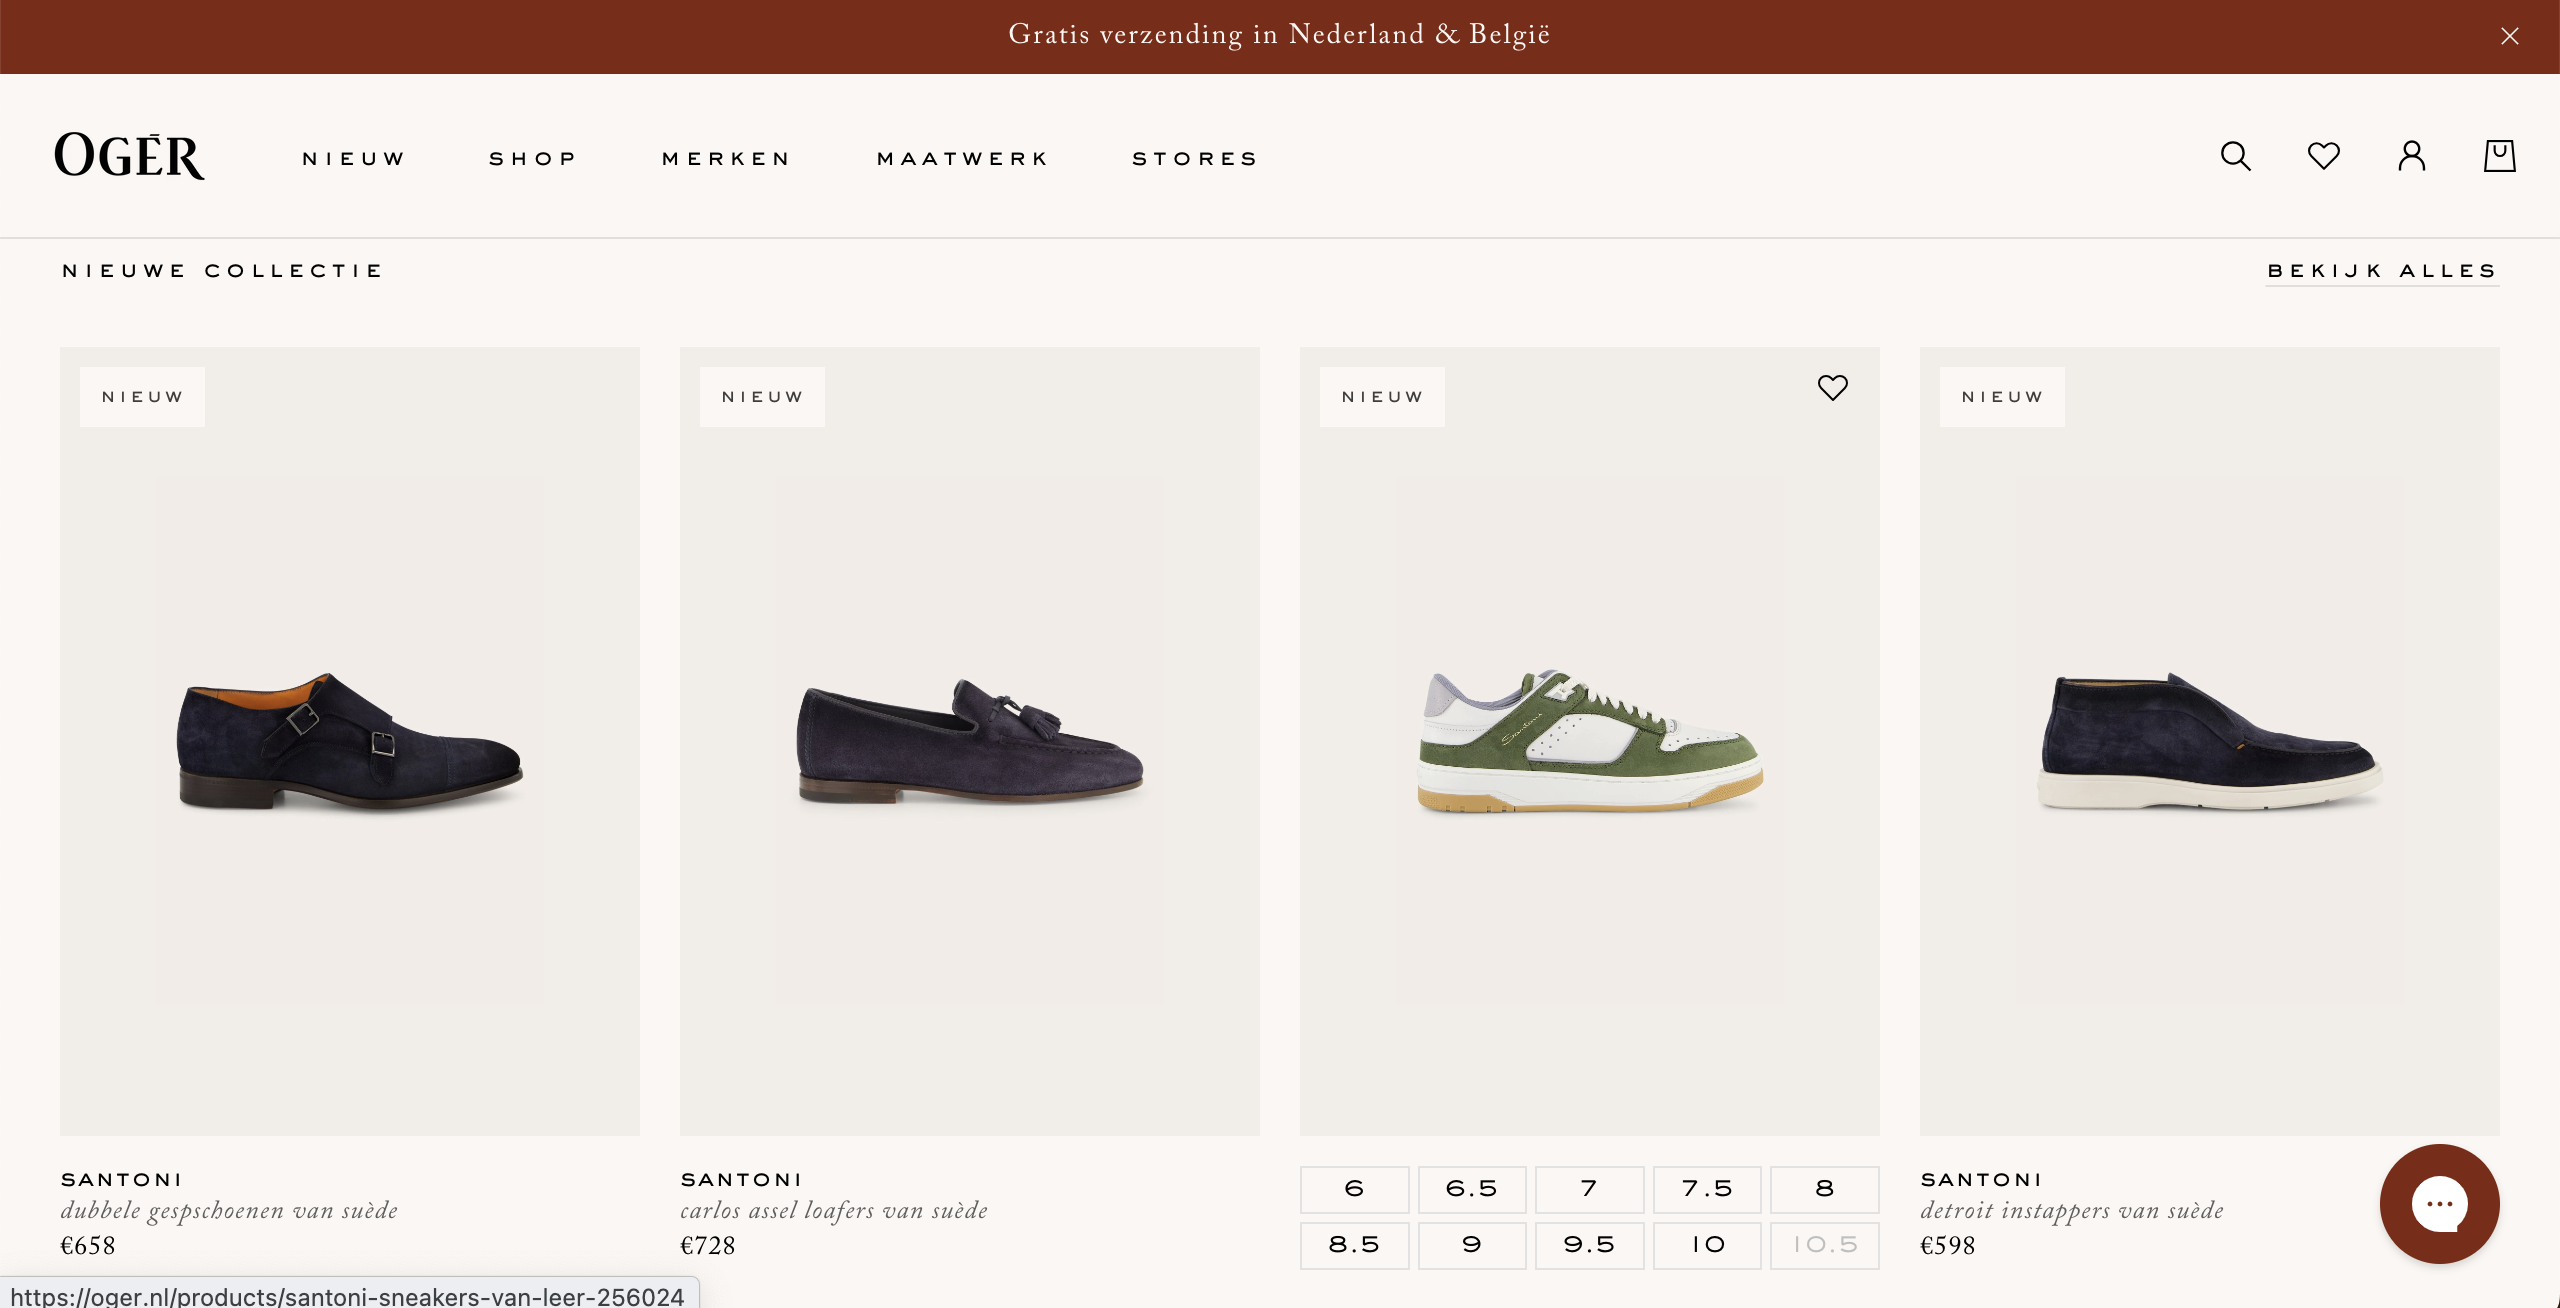 Gratis verzending in Nederland & België
OGĒR
NIEUW
SHOP
MERKEN
MAATWERK
STORES
NIEUWE COLLECTIE
BEKIJK ALLES
NIEUW
NIEUW
NIEUW
NIEUW
Santoni
SANTONI
dubbele gespschoenen van suède
€658
SANTONI
carlos assel loafers van suède
€728
6 6.5 7 7.5 8
8.5 9 9.5 10 10.5
SANTONI
detroit instappers van suède
€598
https://oger.nl/products/santoni-sneakers-van-leer-256024